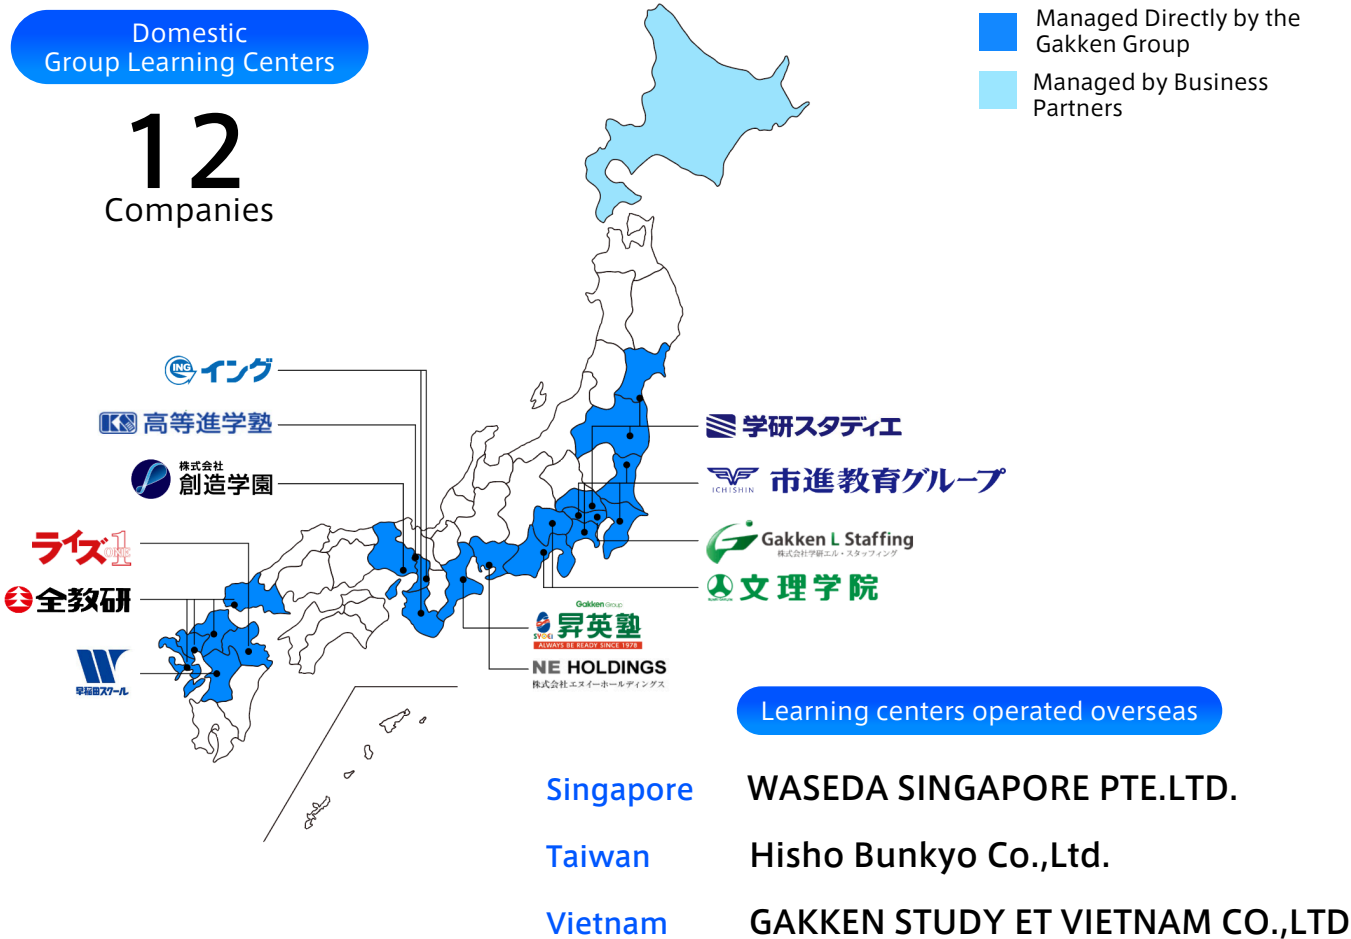 Domestic
Group Learning Centers
12
Companies
Managed Directly by the
Gakken Group
Managed by Business
Partners
ING イング
KS 高等進学塾
株式会社
創造学園
ライズ1
ONE
全教研
W
早稲田スクール
学研スタディエ
ICHISHIN 市進教育グループ
Gakken L Staffing
株式会社学研エル・スタッフィング
文理学院
Gakken Group
SYOEI 昇英塾
ALWAYS BE READY SINCE 1978
NE HOLDINGS
株式会社エヌイーホールディングス
Learning centers operated overseas
Singapore WASEDA SINGAPORE PTE.LTD.
Taiwan Hisho Bunkyo Co.,Ltd.
Vietnam GAKKEN STUDY ET VIETNAM CO.,LTD